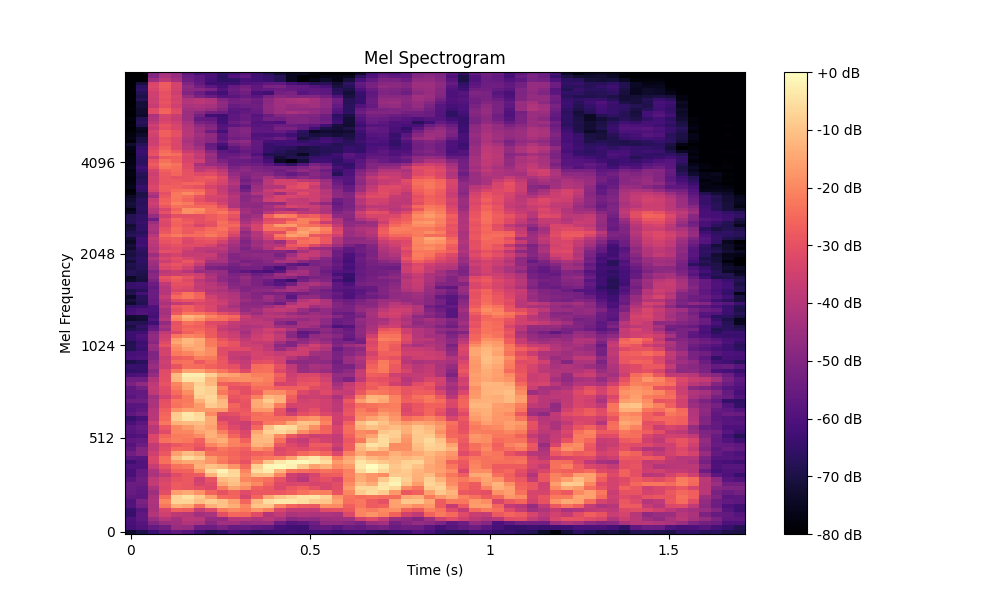 Mel Spectrogram
+0 dB
-10 dB
-20 dB
-30 dB
-40 dB
-50 dB
-60 dB
-70 dB
-80 dB
Mel Frequency
4096
2048
1024
512
0
0
0.5
1
1.5
Time (s)